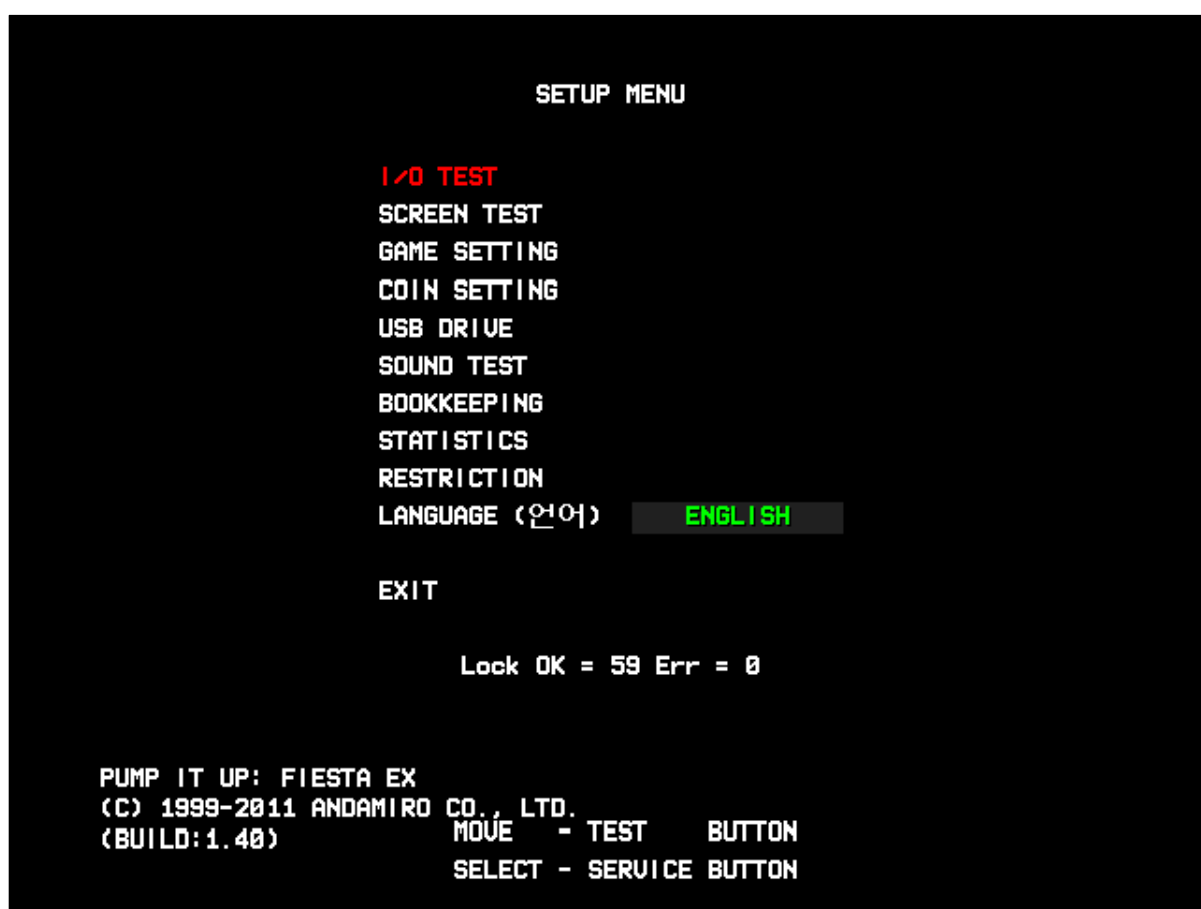 SETUP MENU
I/O TEST
SCREEN TEST
GAME SETTING
COIN SETTING
USB DRIVE
SOUND TEST
BOOKKEEPING
STATISTICS
RESTRICTION
LANGUAGE (언어) ENGLISH
EXIT
Lock OK = 59 Err = 0
PUMP IT UP: FIESTA EX
(C) 1999-2011 ANDAMIRO CO., LTD.
(BUILD:1.40)
MOVE - TEST BUTTON
SELECT - SERVICE BUTTON